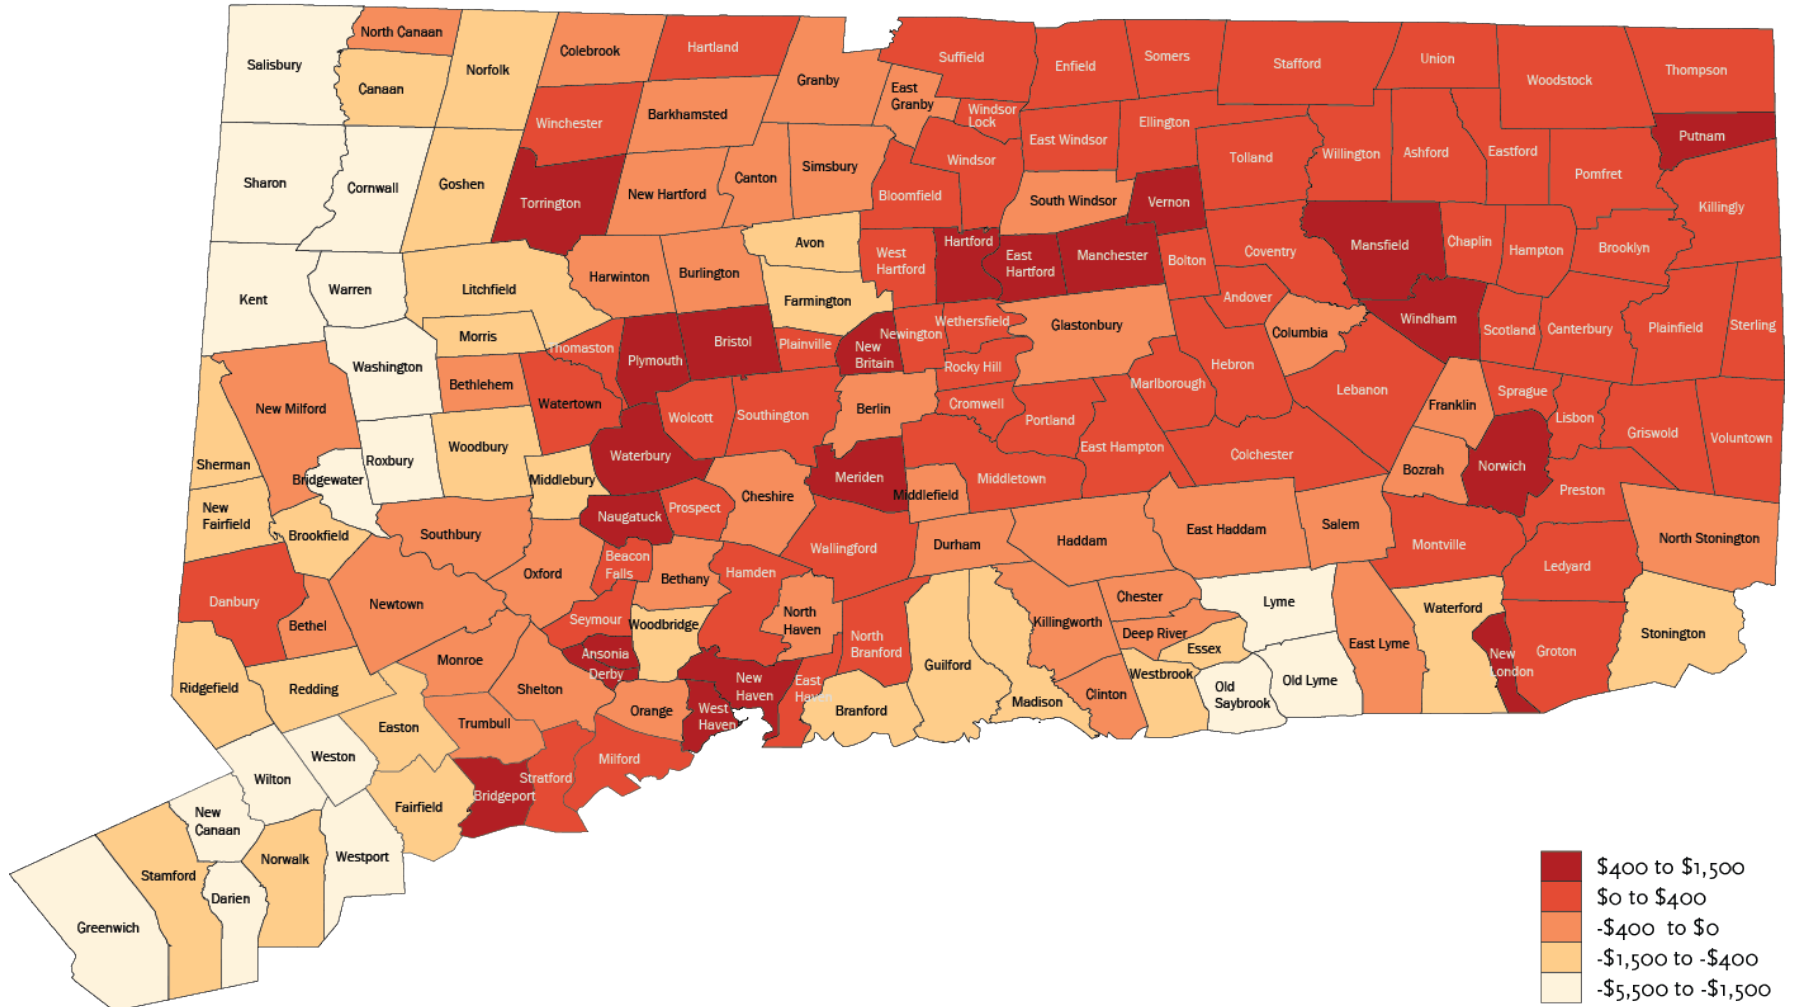 North Canaan
Salisbury
Canaan
Norfolk
Colebrook
Hartland
Granby
East
Granby
Suffield
Enfield
Somers
Stafford
Union
Woodstock
Thompson
Winchester
Barkhamsted
Windsor
Lock
East Windsor
Ellington
Tolland
Willington
Ashford
Eastford
Pomfret
Putnam
Sharon
Cornwall
Goshen
Torrington
New Hartford
Canton
Simsbury
Bloomfield
Windsor
South Windsor
Vernon
Killingly
Kent
Warren
Litchfield
Harwinton
Burlington
Avon
Farmington
West
Hartford
Hartford
East
Hartford
Manchester
Bolton
Coventry
Mansfield
Chaplin
Hampton
Brooklyn
Morris
Washington
Bethlehem
Thomaston
Plymouth
Bristol
Plainville
New
Britain
Newington
Wethersfield
Rocky Hill
Glastonbury
Andover
Hebron
Columbia
Windham
Scotland
Canterbury
Plainfield
Sterling
New Milford
Watertown
Wolcott
Southington
Berlin
Cromwell
Portland
Marlborough
East Hampton
Lebanon
Franklin
Sprague
Lisbon
Griswold
Voluntown
Sherman
Bridgewater
Roxbury
Woodbury
Middlebury
Waterbury
Cheshire
Meriden
Middlefield
Middletown
Colchester
Bozrah
Norwich
Preston
New
Fairfield
Brookfield
Southbury
Naugatuck
Prospect
Wallingford
Durham
Haddam
East Haddam
Salem
Montville
Ledyard
North Stonington
Danbury
Bethel
Newtown
Oxford
Beacon
Falls
Bethany
Hamden
North
Haven
North
Branford
Killingworth
Chester
Deep River
Essex
Lyme
East Lyme
Waterford
New
London
Groton
Stonington
Ridgefield
Redding
Monroe
Seymour
Woodbridge
Ansonia
Derby
Shelton
Orange
West
Haven
New
Haven
East
Haven
Branford
Guilford
Madison
Clinton
Westbrook
Old
Saybrook
Old Lyme
Easton
Trumbull
Wilton
Weston
Fairfield
Bridgeport
Stratford
Milford
New
Canaan
Norwalk
Westport
Stamford
Darien
Greenwich
$400 to $1,500
$0 to $400
-$400 to $0
-$1,500 to -$400
-$5,500 to -$1,500